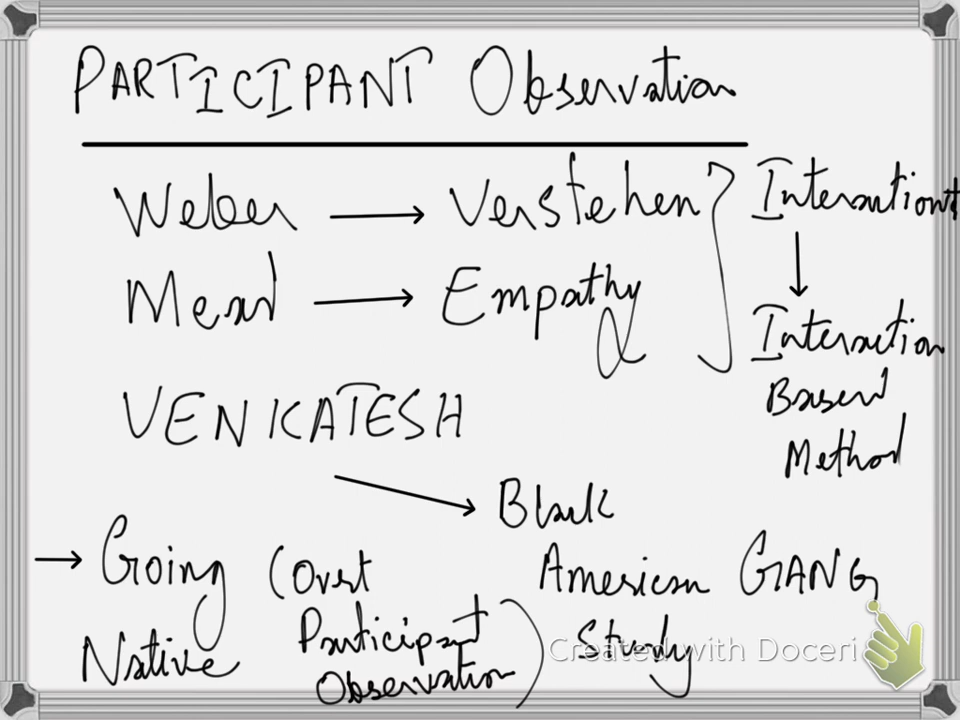 PARTICIPANT Observation
Weber → Verstehen
Mead → Empathy
Interactionist
↓
Interaction
Based
Method
VENKATESH
→ Black
American GANG
Study
→ Going
Native
(Overt
Participant
Observation)
Created with Doceri